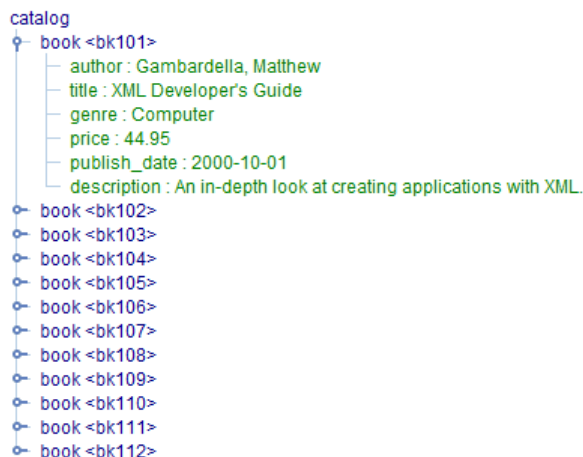 catalog
book <bk101>
author : Gambardella, Matthew
title : XML Developer's Guide
genre : Computer
price : 44.95
publish_date : 2000-10-01
description : An in-depth look at creating applications with XML.
book <bk102>
book <bk103>
book <bk104>
book <bk105>
book <bk106>
book <bk107>
book <bk108>
book <bk109>
book <bk110>
book <bk111>
book <bk112>